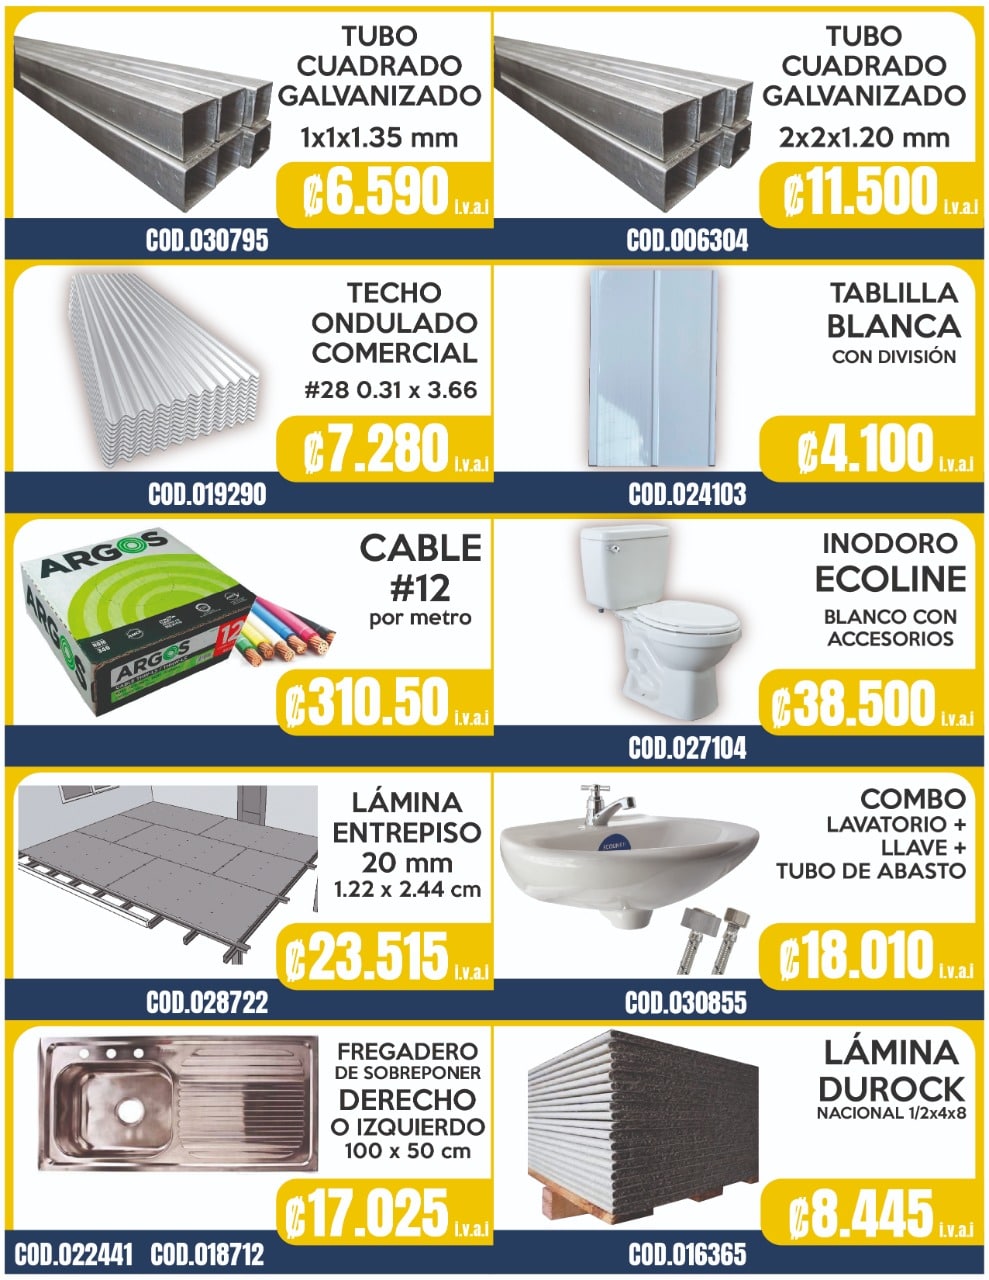 TUBO
CUADRADO
GALVANIZADO
1x1x1.35 mm
₡6.590 i.v.a.i
COD.030795
TUBO
CUADRADO
GALVANIZADO
2x2x1.20 mm
₡11.500 i.v.a.i
COD.006304
TECHO
ONDULADO
COMERCIAL
#28 0.31 x 3.66
₡7.280 i.v.a.i
COD.019290
TABLILLA
BLANCA
CON DIVISIÓN
₡4.100 i.v.a.i
COD.024103
ARGOS
ARGOS
ARGOS
12
CABLE
#12
por metro
₡310.50 i.v.a.i
INODORO
ECOLINE
BLANCO CON
ACCESORIOS
₡38.500 i.v.a.i
COD.027104
LÁMINA
ENTREPISO
20 mm
1.22 x 2.44 cm
₡23.515 i.v.a.i
COD.028722
COMBO
LAVATORIO +
LLAVE +
TUBO DE ABASTO
₡18.010 i.v.a.i
COD.030855
FREGADERO
DE SOBREPONER
DERECHO
O IZQUIERDO
100 x 50 cm
₡17.025 i.v.a.i
COD.022441 COD.018712
LÁMINA
DUROCK
NACIONAL 1/2x4x8
₡8.445 i.v.a.i
COD.016365